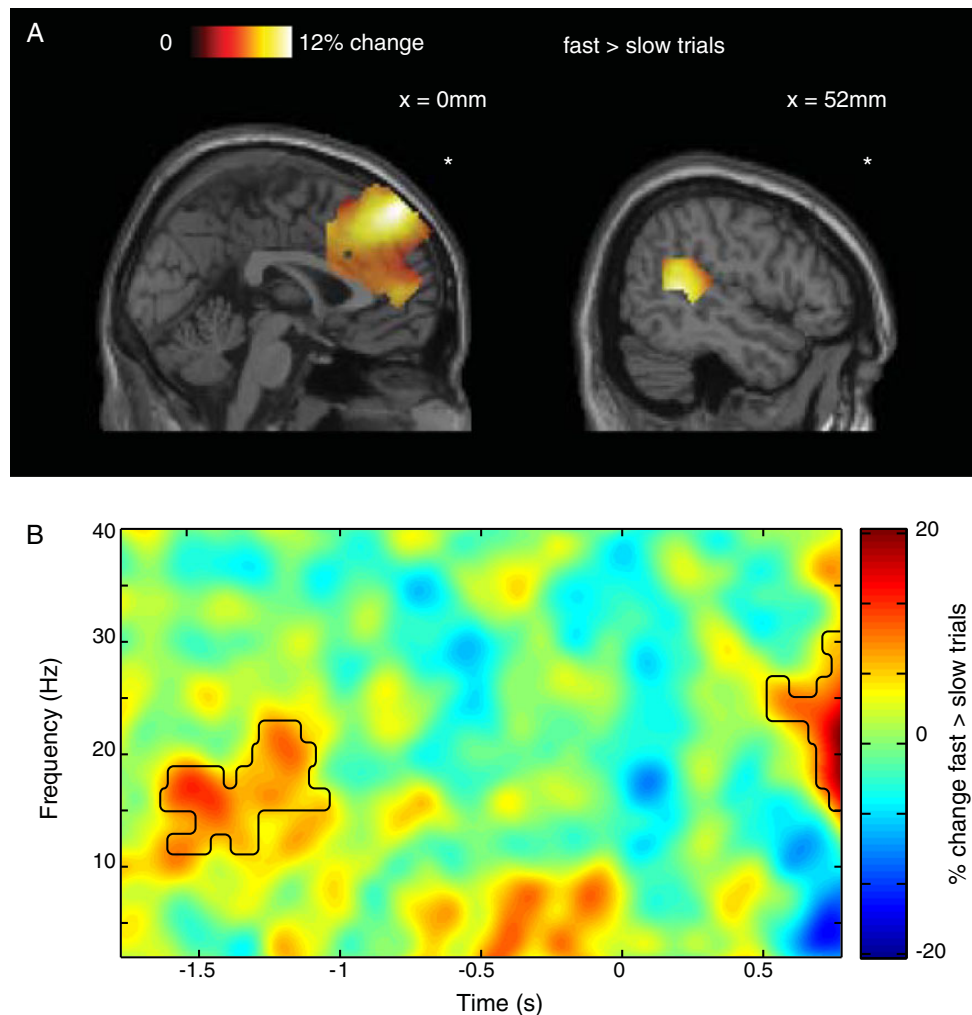 A
0 12% change
fast > slow trials
x = 0mm
x = 52mm
*
*
B
40
30
20
10
Frequency (Hz)
-1.5 -1 -0.5 0 0.5
Time (s)
20
0
-20
% change fast > slow trials